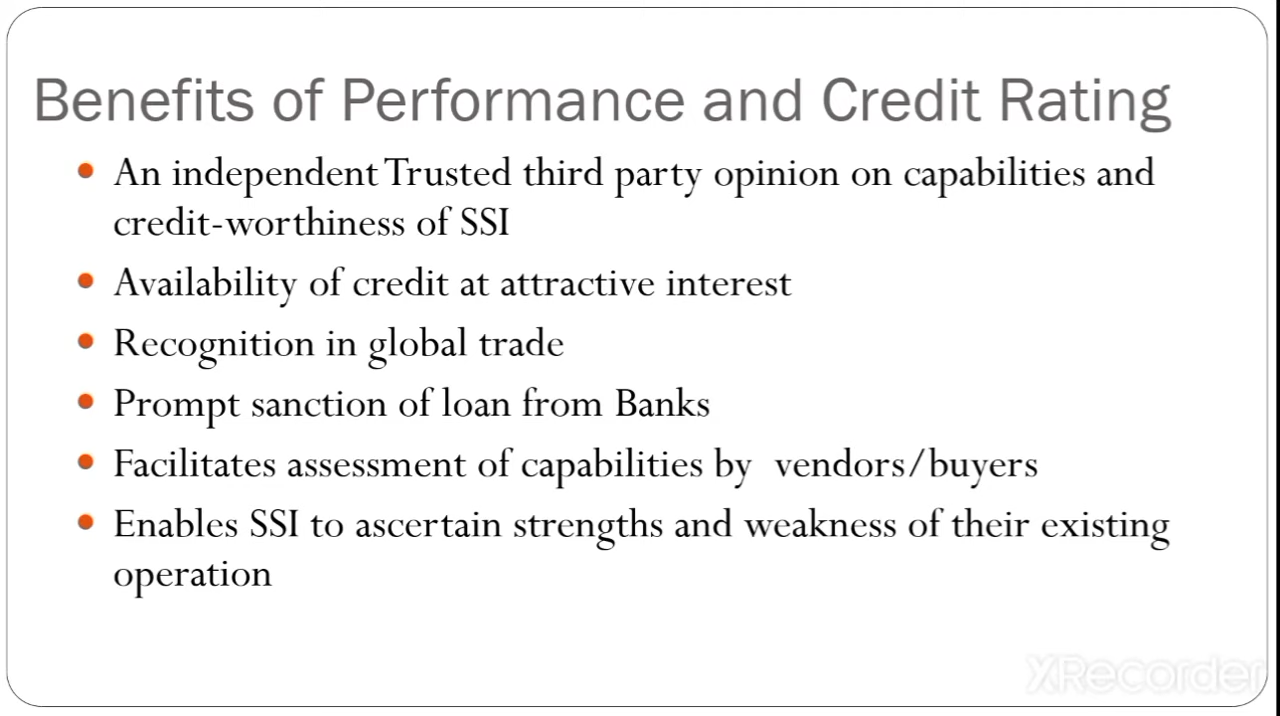 Benefits of Performance and Credit Rating
An independent Trusted third party opinion on capabilities and
credit-worthiness of SSI
Availability of credit at attractive interest
Recognition in global trade
Prompt sanction of loan from Banks
Facilitates assessment of capabilities by vendors/buyers
Enables SSI to ascertain strengths and weakness of their existing
operation
XRecorder